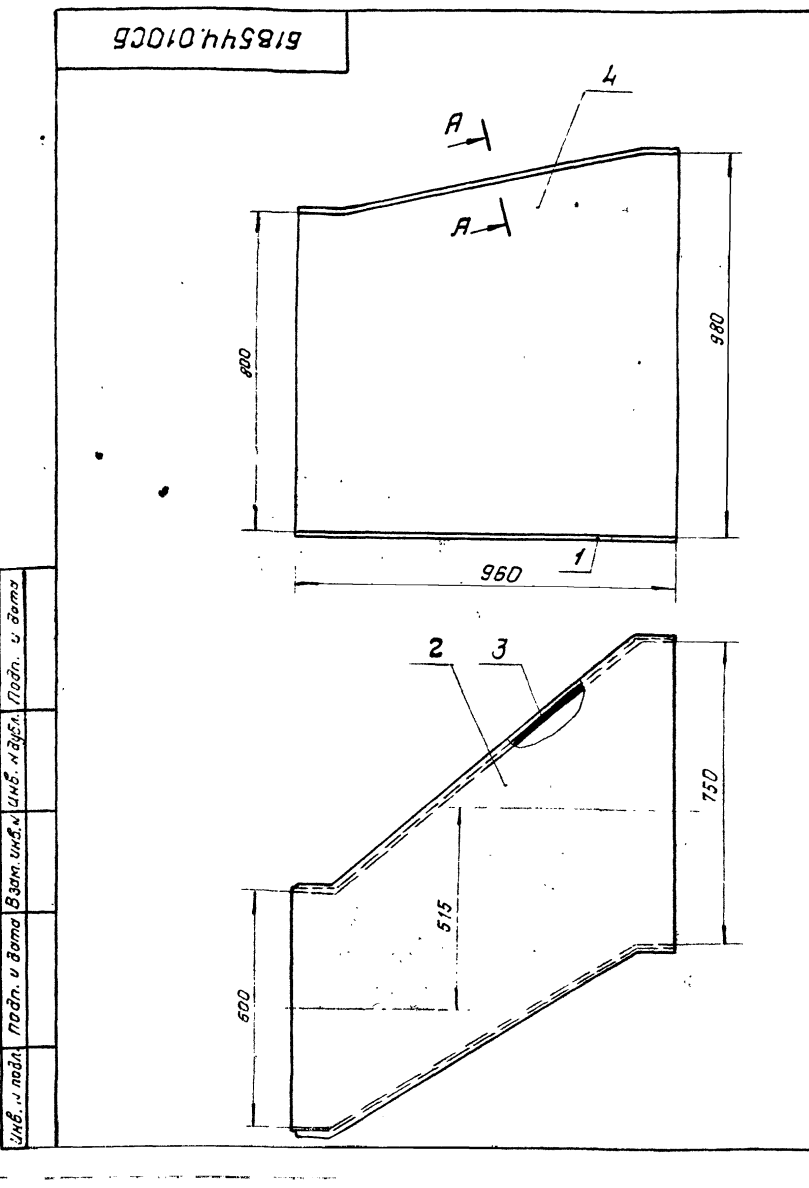 Б18544.010СБ
4
А
А
800
980
1
960
2
3
750
515
600
Подп. и дата
Инв. № дубл.
Взам. инв. №
Подп. и дата
Инв. № подл.